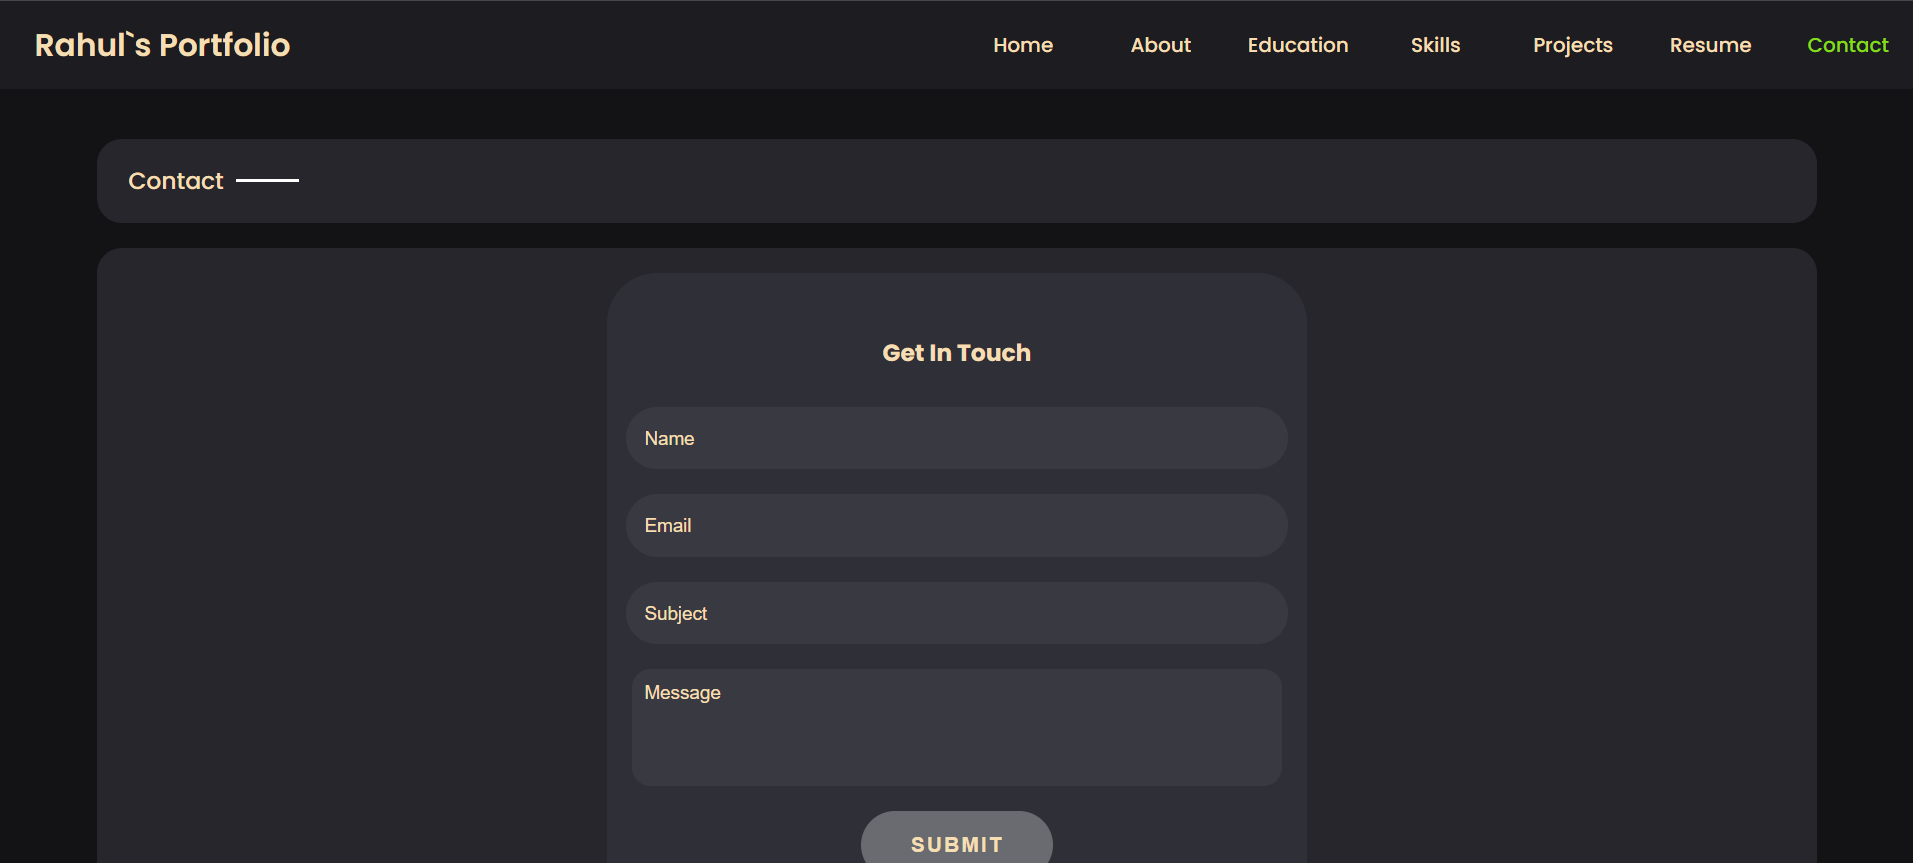 Rahul`s Portfolio Home About Education Skills Projects Resume Contact
Contact
Get In Touch
Name
Email
Subject
Message
SUBMIT